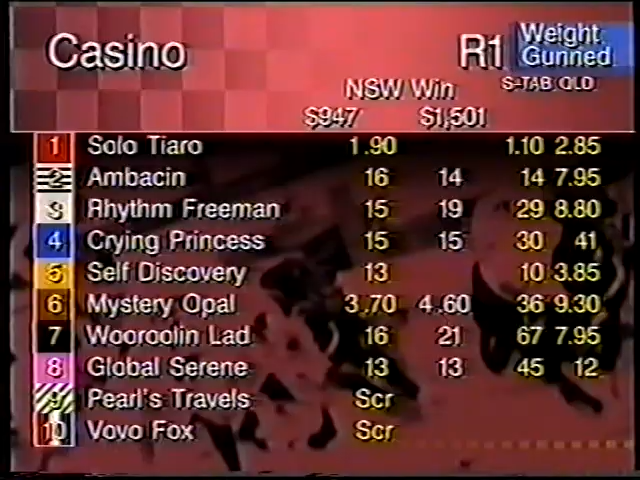 Casino R1 Weight Gunned
S-TAB QLD
NSW Win
$947 $1,501
1 Solo Tiaro 1.90 1.10 2.85
2 Ambacin 16 14 14 7.95
3 Rhythm Freeman 15 19 29 8.80
4 Crying Princess 15 15 30 41
5 Self Discovery 13 10 3.85
6 Mystery Opal 3.70 4.60 36 9.30
7 Wooroolin Lad 16 21 67 7.95
8 Global Serene 13 13 45 12
9 Pearl's Travels Scr
10 Vovo Fox Scr